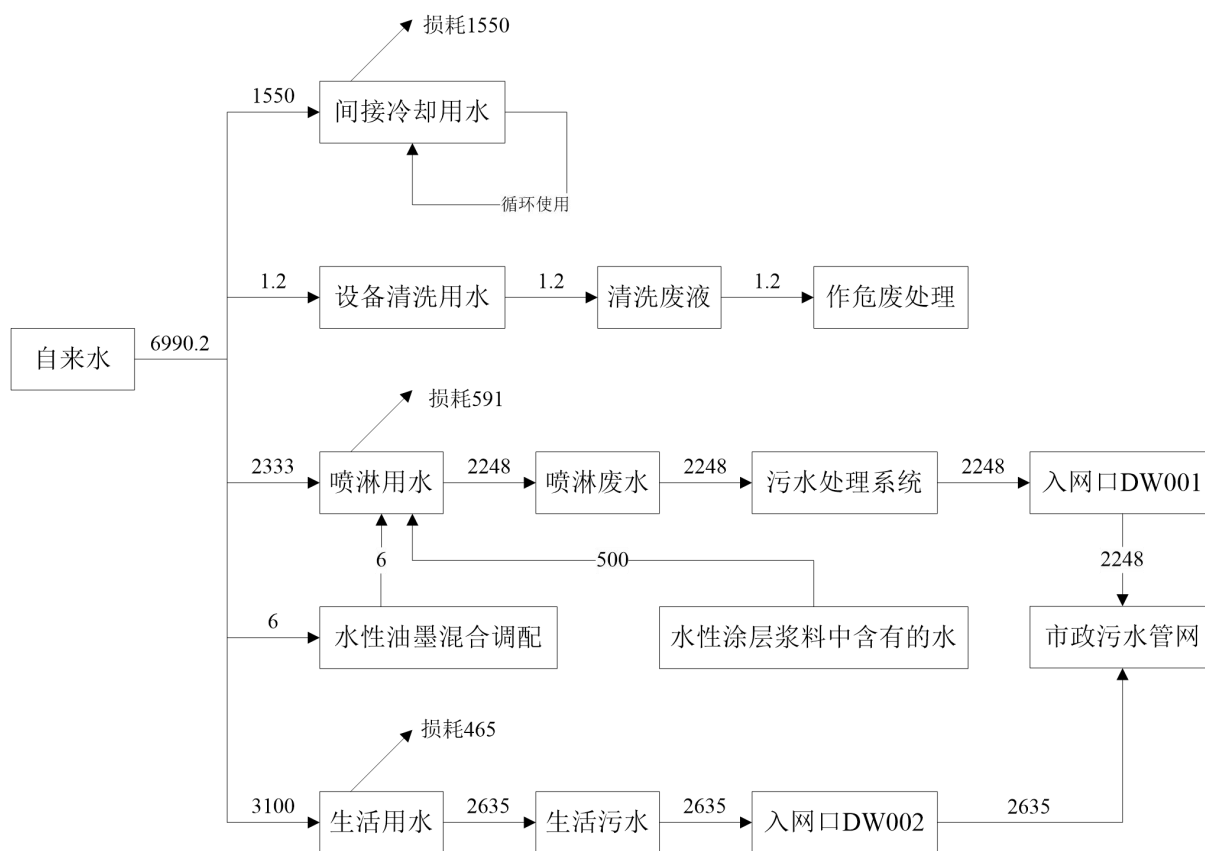 损耗1550
1550
间接冷却用水
循环使用
1.2
设备清洗用水
1.2
清洗废液
1.2
作危废处理
自来水
6990.2
损耗591
2333
喷淋用水
2248
喷淋废水
2248
污水处理系统
2248
入网口DW001
6
500
2248
6
水性油墨混合调配
水性涂层浆料中含有的水
市政污水管网
损耗465
3100
生活用水
2635
生活污水
2635
入网口DW002
2635